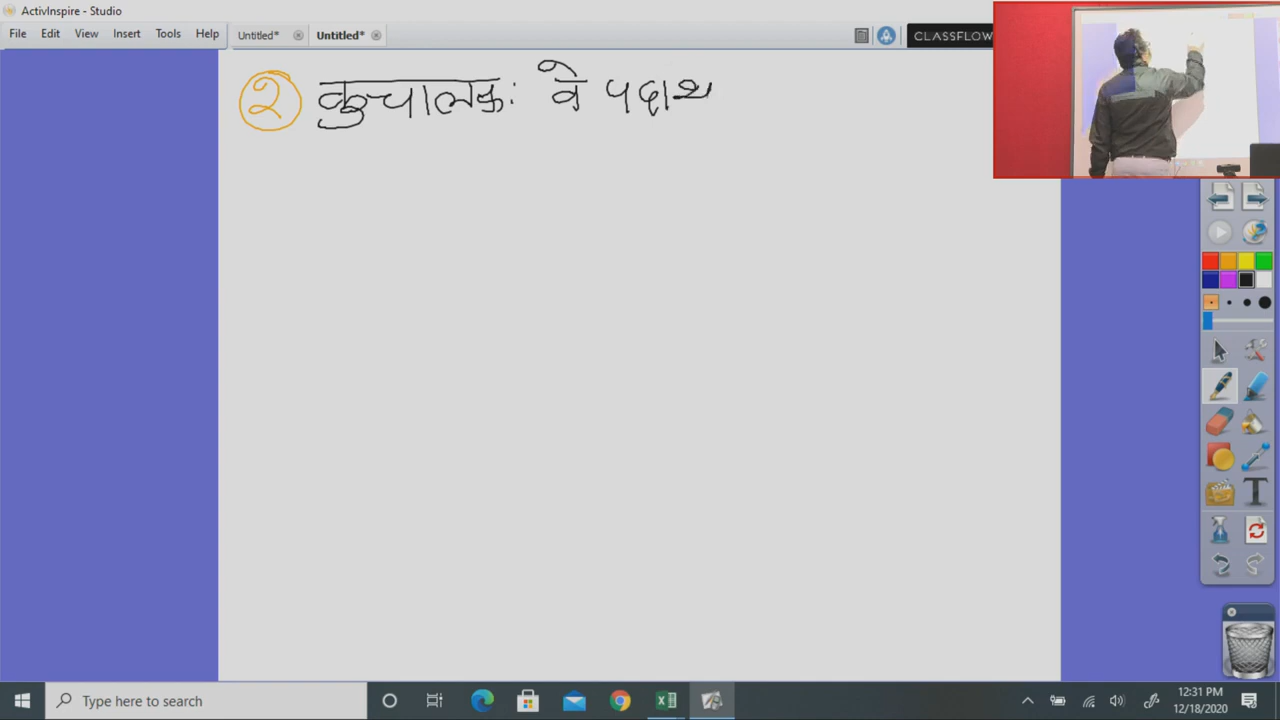 ActivInspire - Studio
File Edit View Insert Tools Help Untitled* Untitled* CLASSFLOW
२ कुचालक: वे पदाथ
T
Type here to search
12:31 PM
12/18/2020